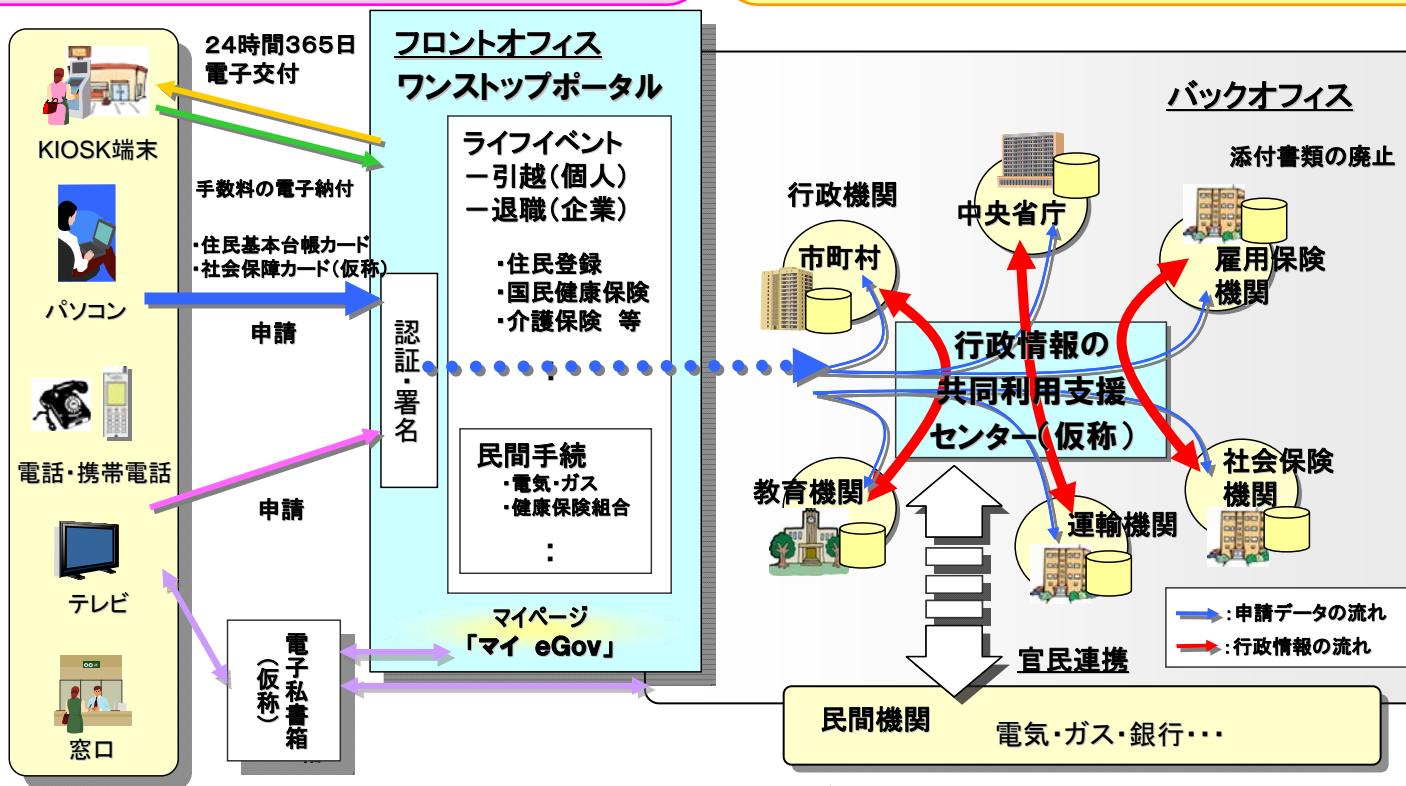 24時間365日
電子交付
KIOSK端末
手数料の電子納付
・住民基本台帳カード
・社会保障カード(仮称)
パソコン
申請
電話・携帯電話
申請
テレビ
窓口
電子私書箱
(仮称)
フロントオフィス
ワンストップポータル
ライフイベント
－引越(個人)
－退職(企業)
・住民登録
・国民健康保険
・介護保険 等
:
認証・署名
民間手続
・電気・ガス
・健康保険組合
:
マイページ
「マイ eGov」
バックオフィス
添付書類の廃止
行政機関
市町村
中央省庁
雇用保険
機関
行政情報の
共同利用支援
センター(仮称)
教育機関
運輸機関
社会保険
機関
:申請データの流れ
:行政情報の流れ
官民連携
民間機関
電気・ガス・銀行・・・